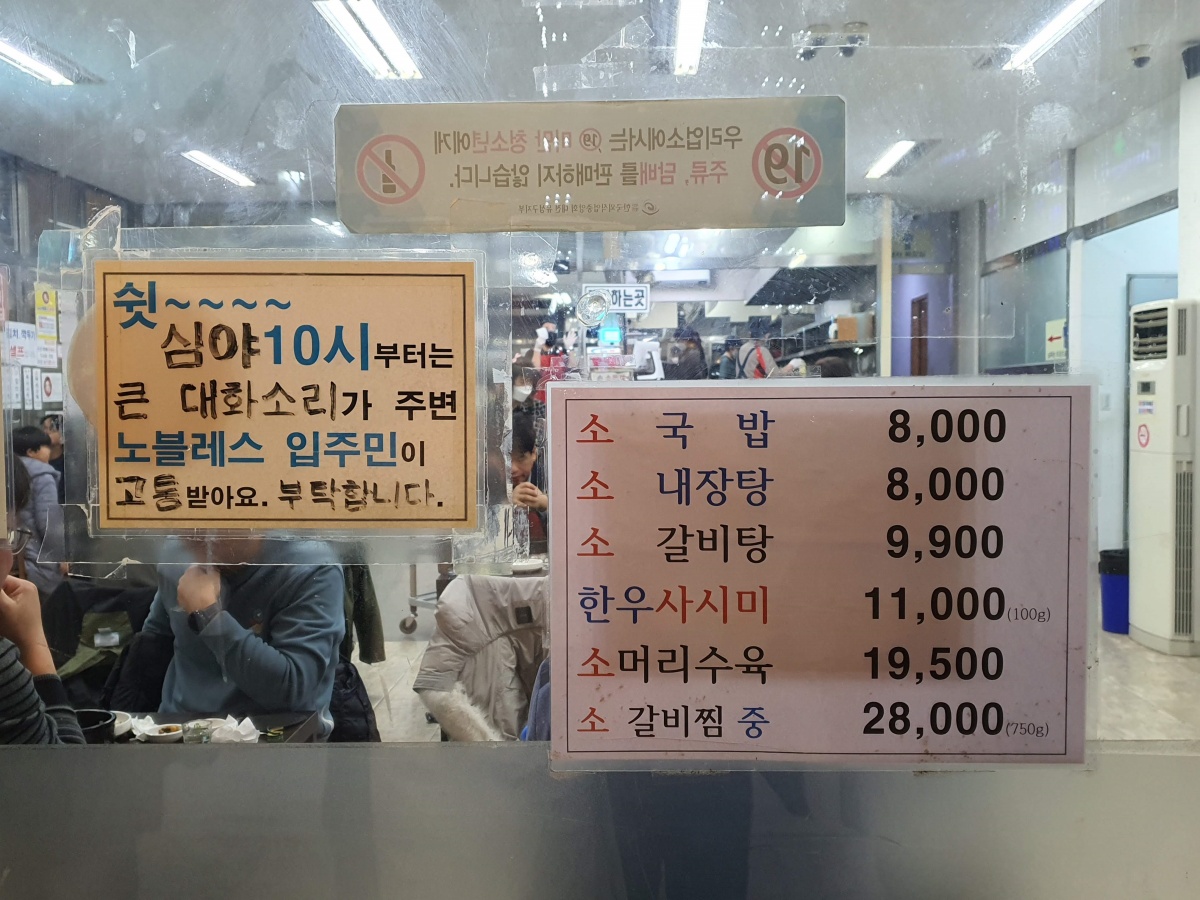 우리업소에서는 19 미만 청소년에게
주류, 담배를 판매하지 않습니다.
19
쉿~~~~
심야10시부터는
큰 대화소리가 주변
노블레스 입주민이
고통받아요. 부탁합니다.
하는곳
소 국 밥 8,000
소 내장탕 8,000
소 갈비탕 9,900
한우사시미 11,000(100g)
소머리수육 19,500
소 갈비찜 중 28,000(750g)